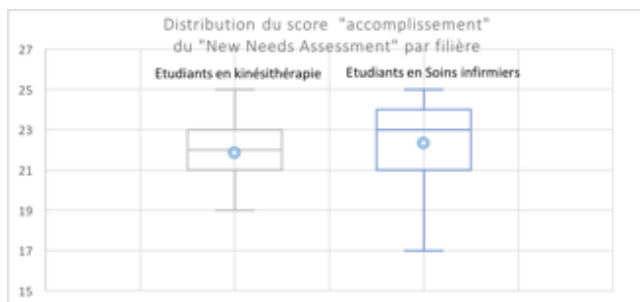 Distribution du score "accomplissement"
du "New Needs Assessment" par filière
Etudiants en kinésithérapie
Etudiants en Soins infirmiers
27
25
23
21
19
17
15